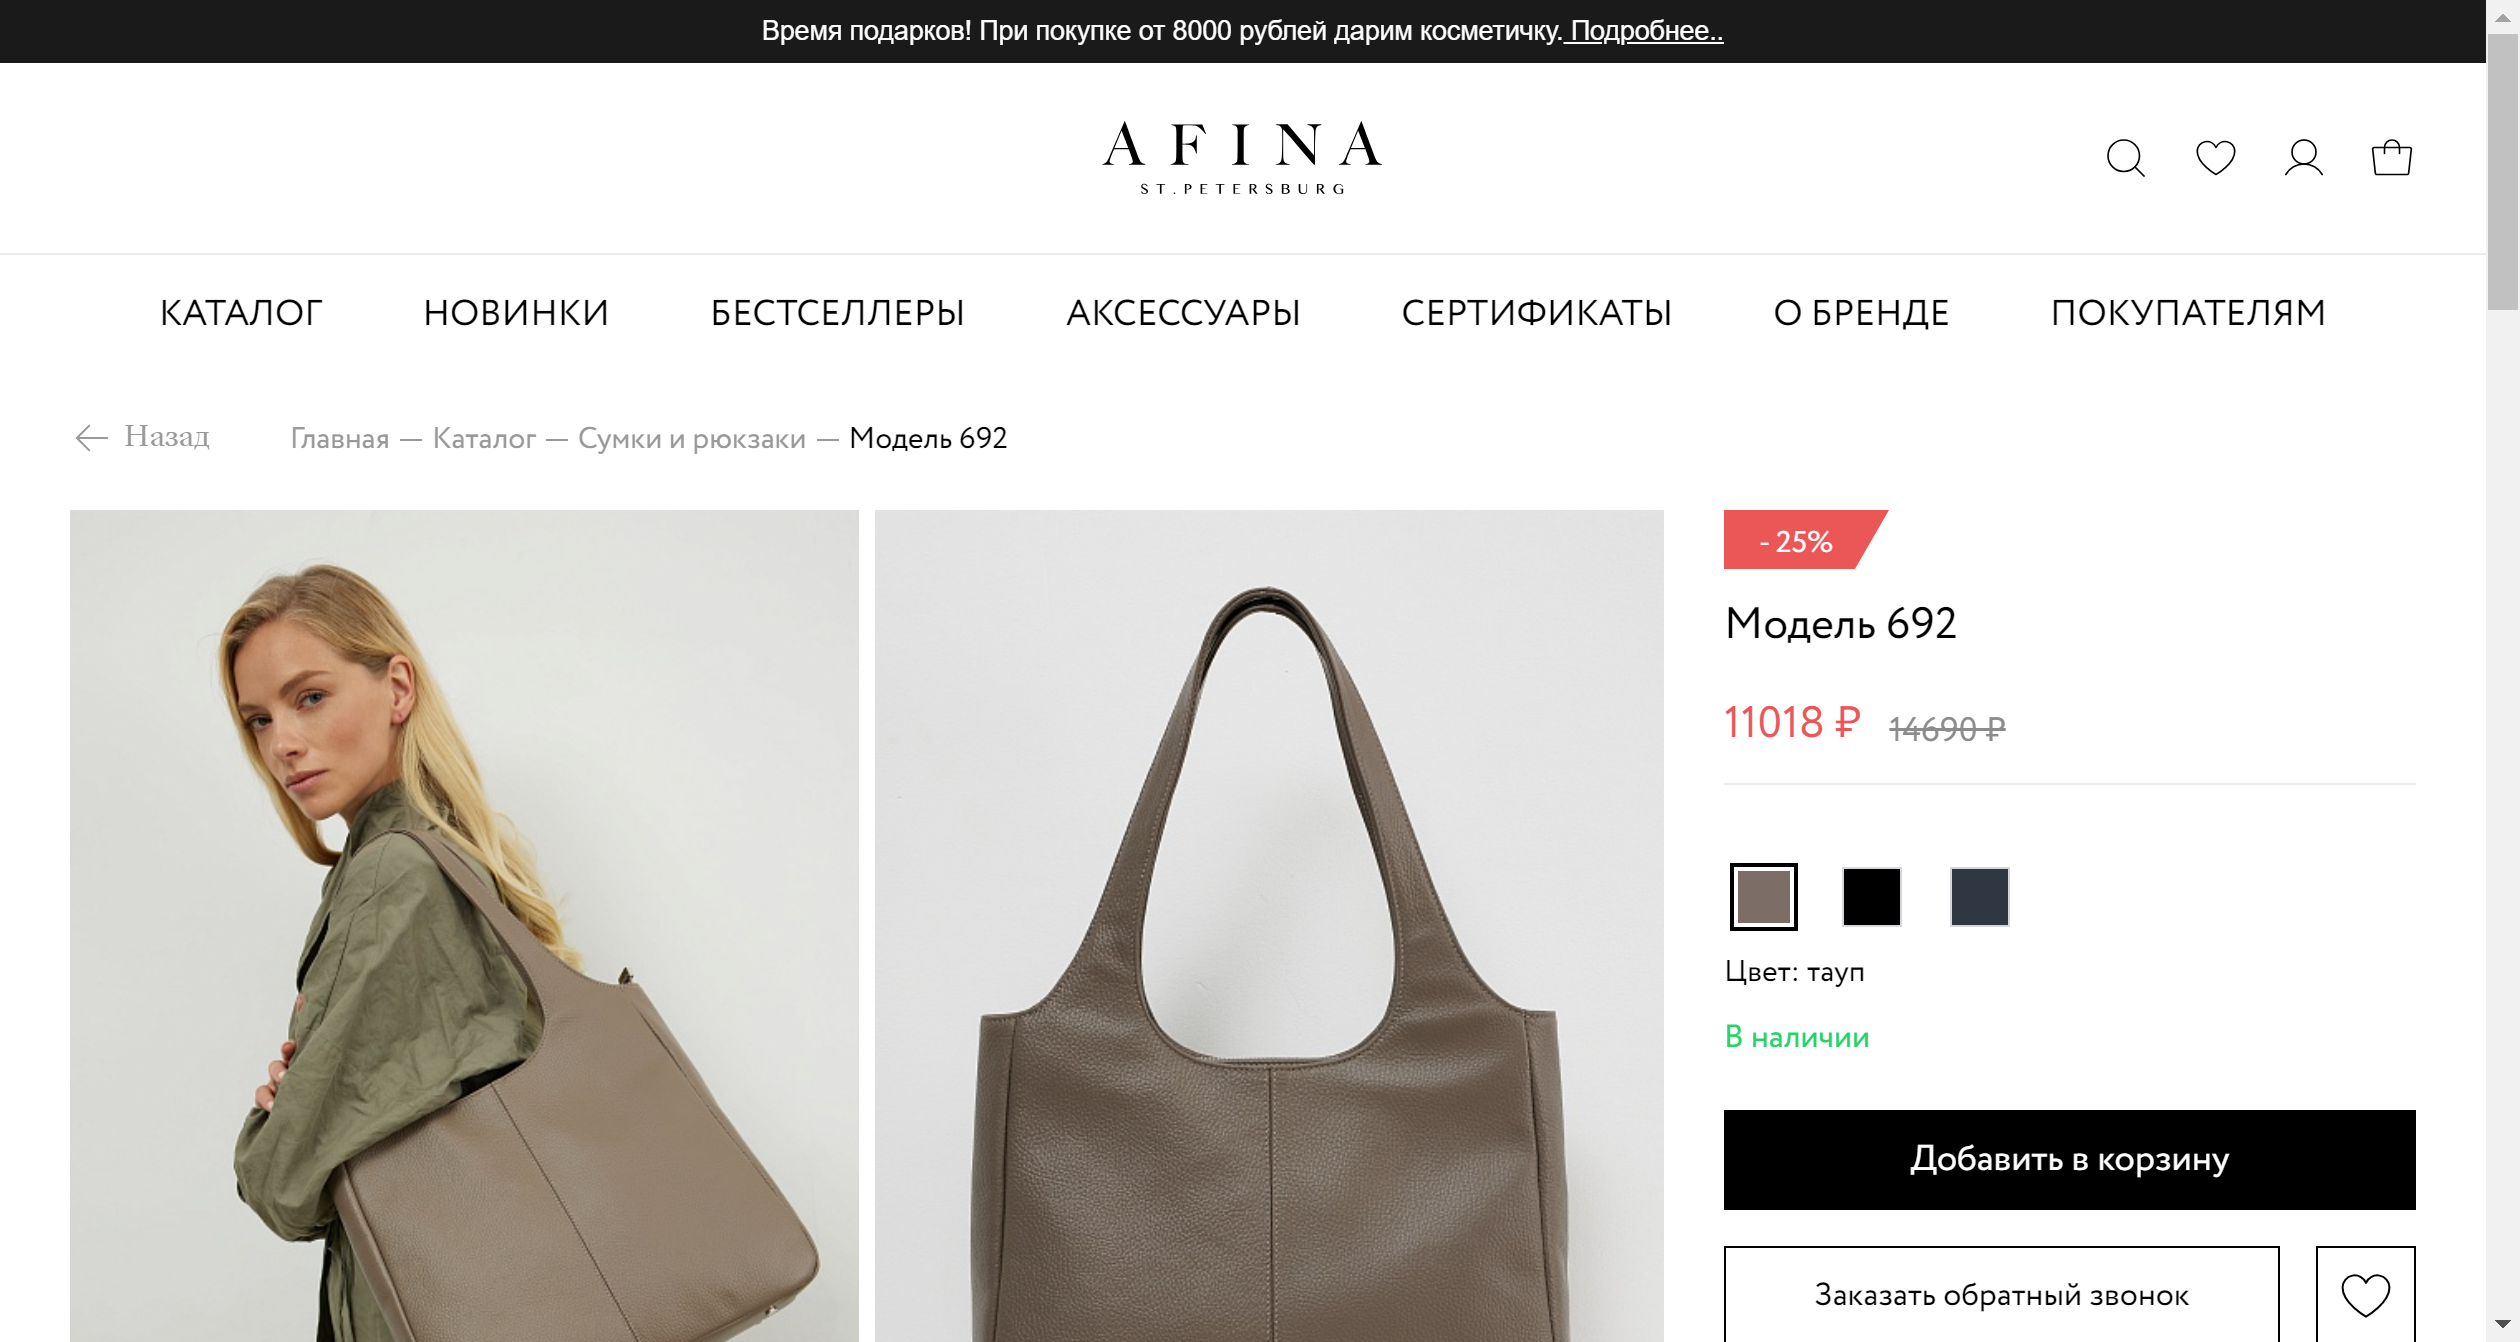 Время подарков! При покупке от 8000 рублей дарим косметичку. Подробнее..
AFINA
ST.PETERSBURG
КАТАЛОГ НОВИНКИ БЕСТСЕЛЛЕРЫ АКСЕССУАРЫ СЕРТИФИКАТЫ О БРЕНДЕ ПОКУПАТЕЛЯМ
Назад Главная — Каталог — Сумки и рюкзаки — Модель 692
- 25%
Модель 692
11018 ₽ 14690 ₽
Цвет: тауп
В наличии
Добавить в корзину
Заказать обратный звонок